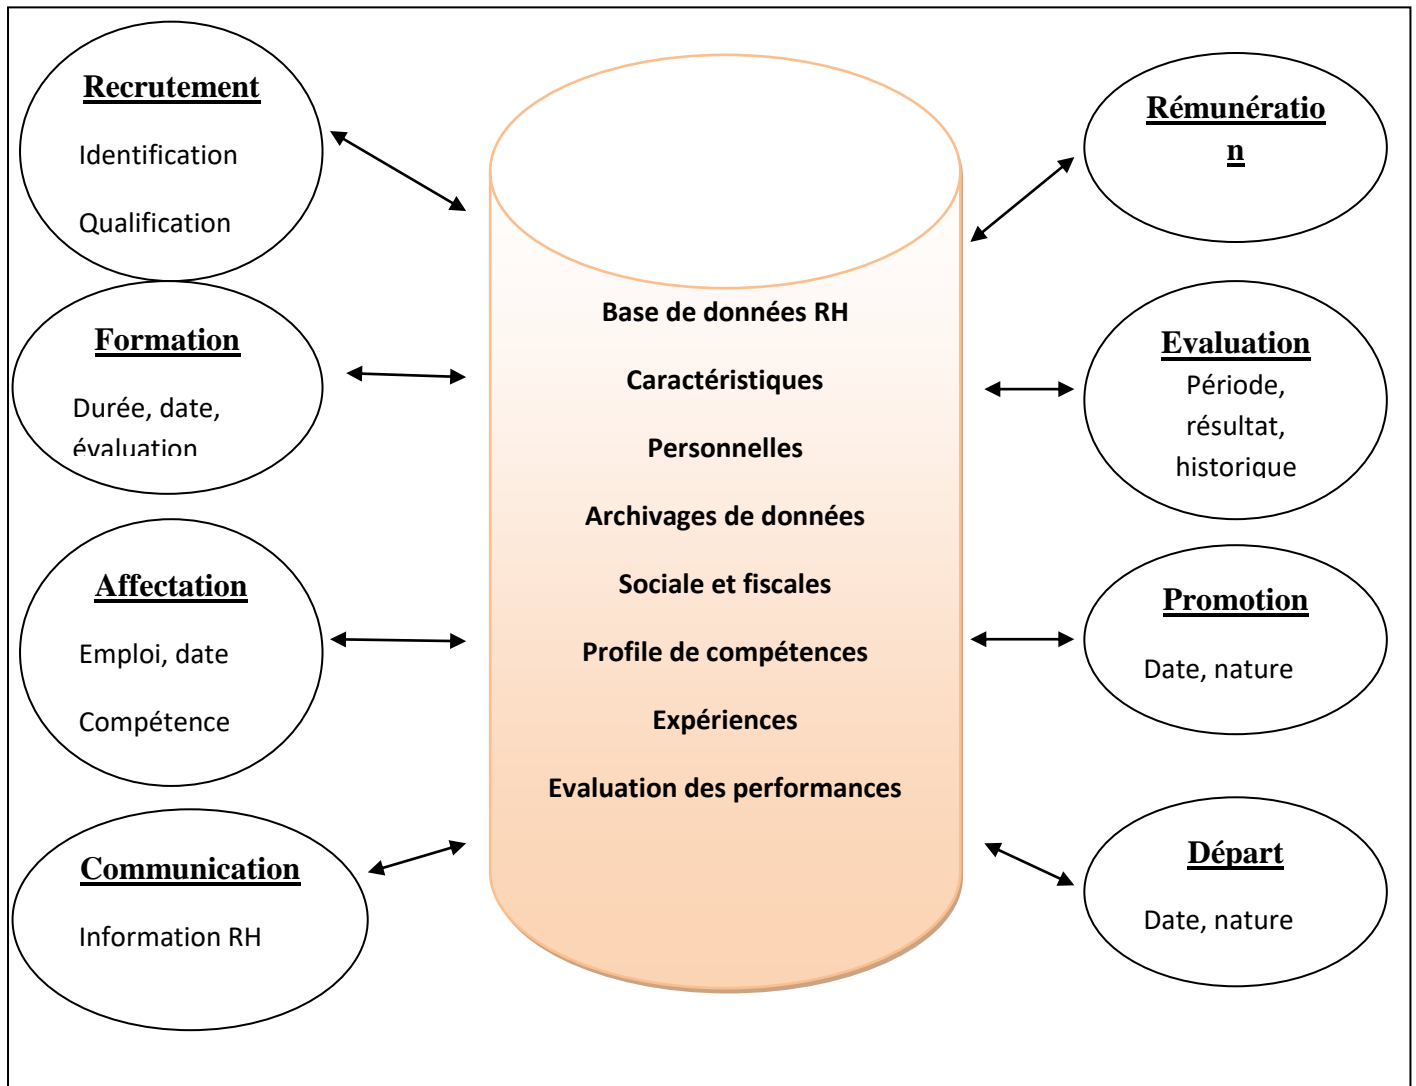 Recrutement
Identification
Qualification
Formation
Durée, date,
évaluation
Affectation
Emploi, date
Compétence
Communication
Information RH
Base de données RH
Caractéristiques
Personnelles
Archivages de données
Sociale et fiscales
Profile de compétences
Expériences
Evaluation des performances
Rémunératio
n
Evaluation
Période,
résultat,
historique
Promotion
Date, nature
Départ
Date, nature